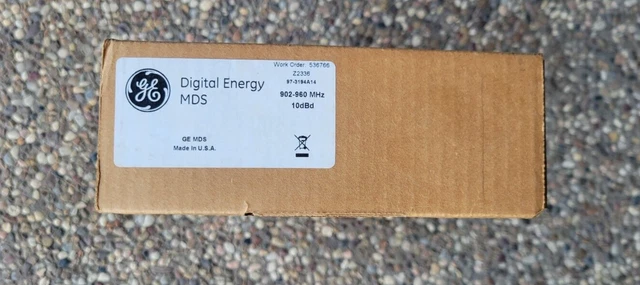 GE
Digital Energy
MDS
Work Order: 536766
Z2336
97-3194A14
902-960 MHz
10dBd
GE MDS
Made In U.S.A.